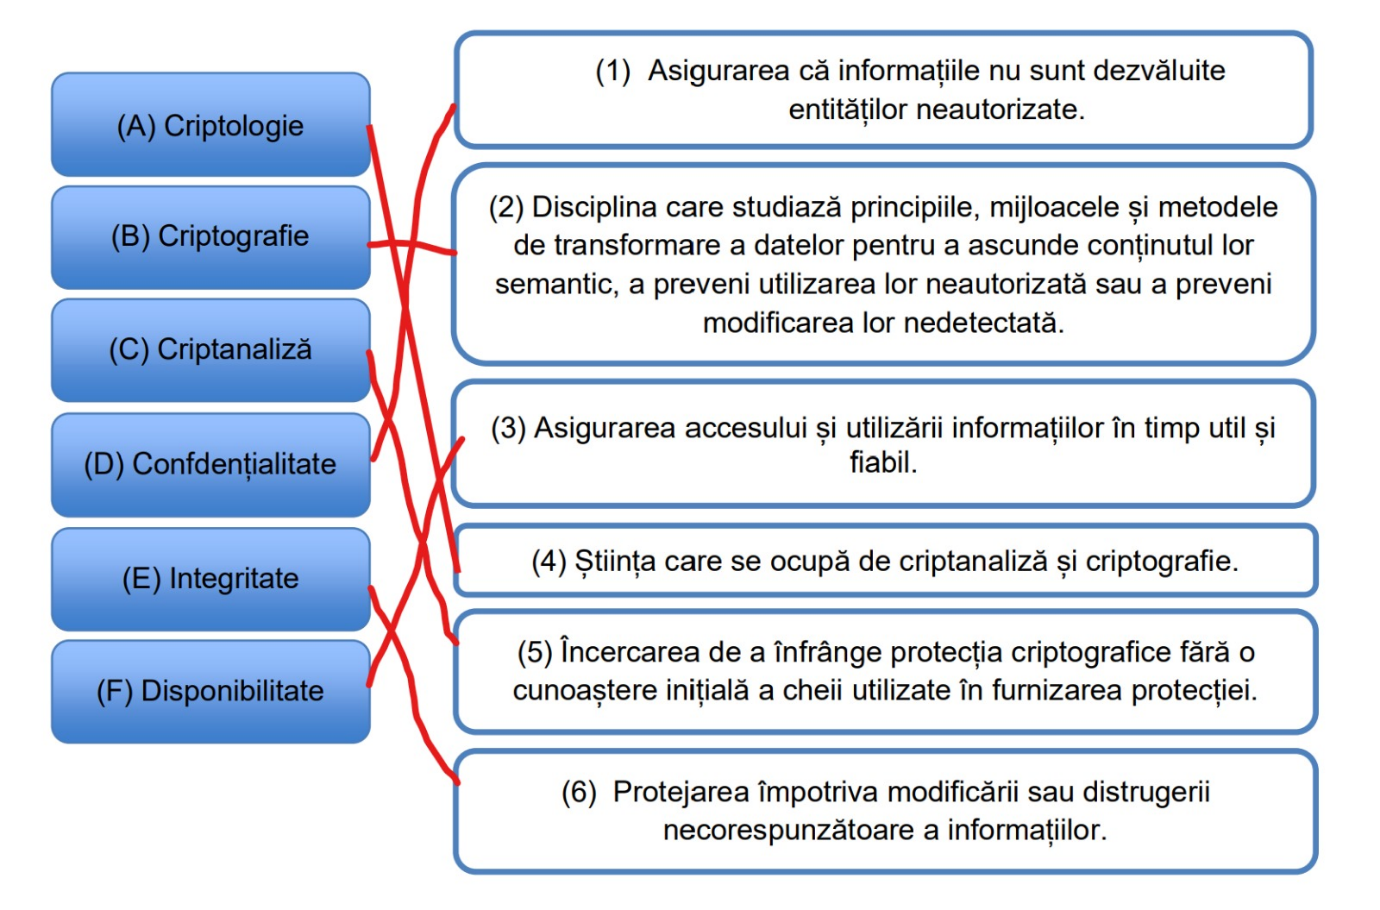 (A) Criptologie
(B) Criptografie
(C) Criptanaliză
(D) Confdențialitate
(E) Integritate
(F) Disponibilitate
(1) Asigurarea că informațiile nu sunt dezvăluite
entităților neautorizate.
(2) Disciplina care studiază principiile, mijloacele și metodele
de transformare a datelor pentru a ascunde conținutul lor
semantic, a preveni utilizarea lor neautorizată sau a preveni
modificarea lor nedetectată.
(3) Asigurarea accesului și utilizării informațiilor în timp util și
fiabil.
(4) Știința care se ocupă de criptanaliză și criptografie.
(5) Încercarea de a înfrânge protecția criptografice fără o
cunoaștere inițială a cheii utilizate în furnizarea protecției.
(6) Protejarea împotriva modificării sau distrugerii
necorespunzătoare a informațiilor.